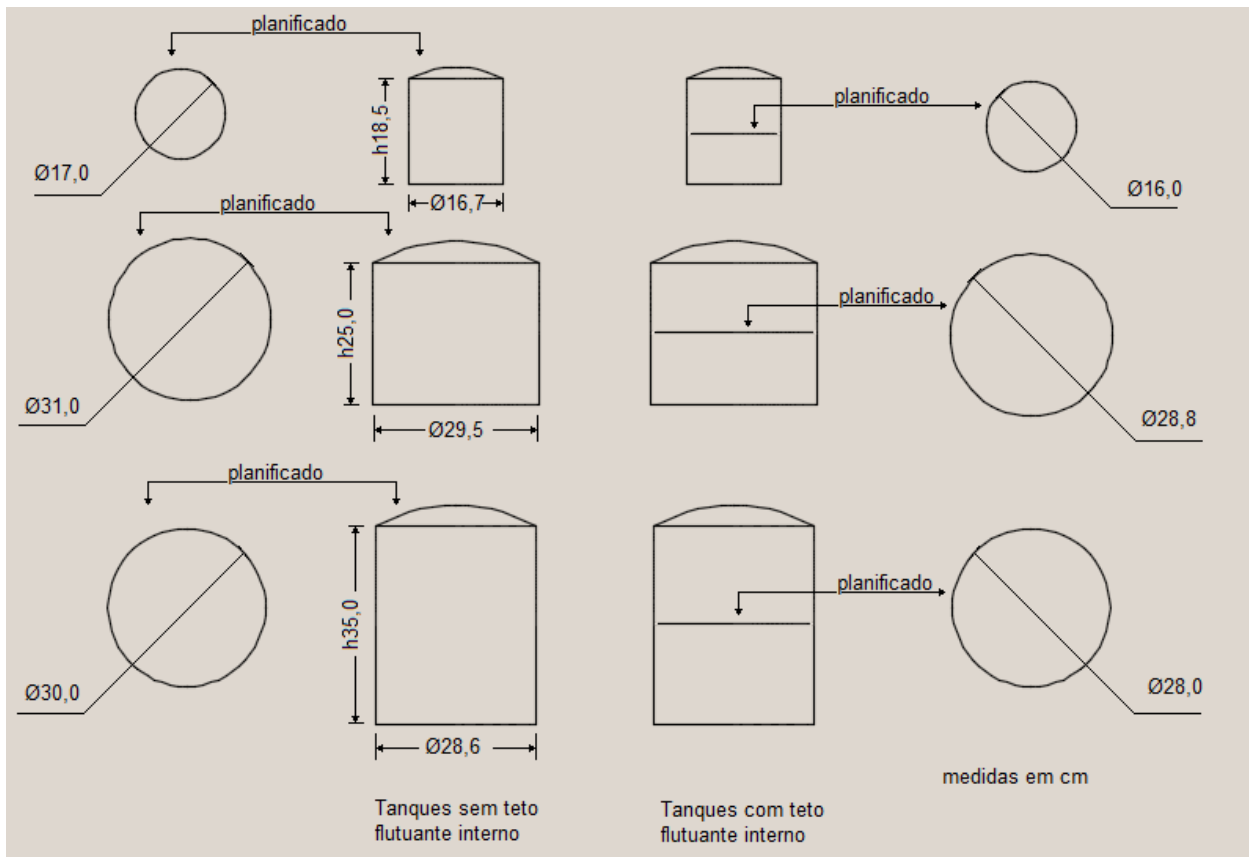 planificado
h18,5
planificado
Ø17,0
Ø16,7
Ø16,0
planificado
h25,0
planificado
Ø31,0
Ø29,5
Ø28,8
planificado
h35,0
planificado
Ø30,0
Ø28,0
Ø28,6
medidas em cm
Tanques sem teto
flutuante interno
Tanques com teto
flutuante interno